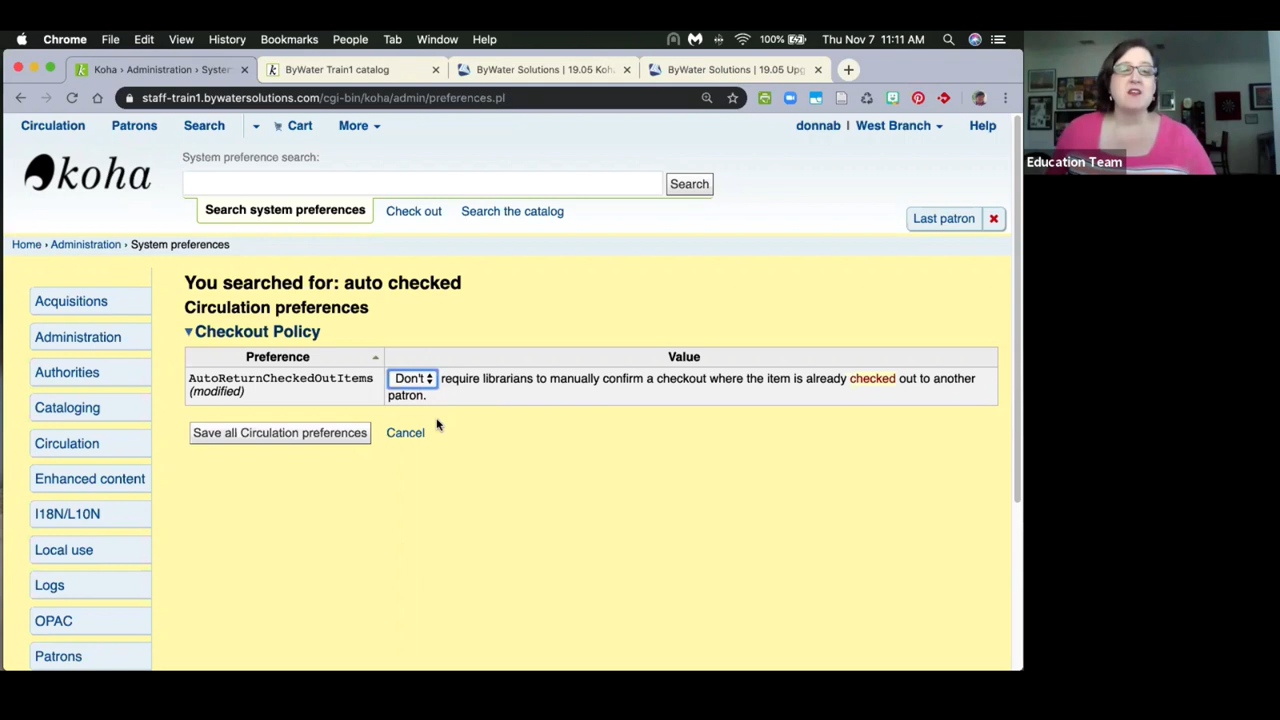 Chrome File Edit View History Bookmarks People Tab Window Help 100% Thu Nov 7 11:11 AM
Koha › Administration › System ByWater Train1 catalog ByWater Solutions | 19.05 Koh ByWater Solutions | 19.05 Upg
staff-train1.bywatersolutions.com/cgi-bin/koha/admin/preferences.pl
Circulation Patrons Search Cart More donnab | West Branch Help
System preference search:
koha
Search
Search system preferences Check out Search the catalog
Last patron
Home › Administration › System preferences
You searched for: auto checked
Circulation preferences
Checkout Policy
Preference Value
AutoReturnCheckedOutItems Don't require librarians to manually confirm a checkout where the item is already checked out to another
(modified) patron.
Save all Circulation preferences Cancel
Acquisitions
Administration
Authorities
Cataloging
Circulation
Enhanced content
I18N/L10N
Local use
Logs
OPAC
Patrons
Education Team